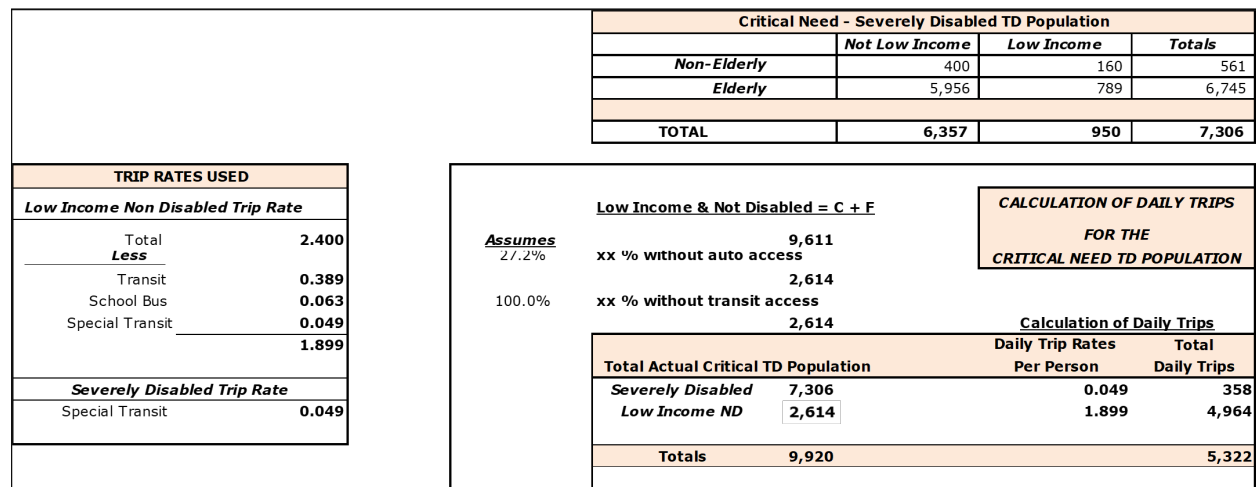 Critical Need - Severely Disabled TD Population
Not Low Income Low Income Totals
Non-Elderly 400 160 561
Elderly 5,956 789 6,745
TOTAL 6,357 950 7,306
TRIP RATES USED
Low Income Non Disabled Trip Rate
Total 2.400
Less
Transit 0.389
School Bus 0.063
Special Transit 0.049
1.899
Severely Disabled Trip Rate
Special Transit 0.049
Low Income & Not Disabled = C + F
Assumes 9,611
27.2% xx % without auto access
2,614
100.0% xx % without transit access
2,614
CALCULATION OF DAILY TRIPS
FOR THE
CRITICAL NEED TD POPULATION
Calculation of Daily Trips
Daily Trip Rates Total
Total Actual Critical TD Population Per Person Daily Trips
Severely Disabled 7,306 0.049 358
Low Income ND 2,614 1.899 4,964
Totals 9,920 5,322